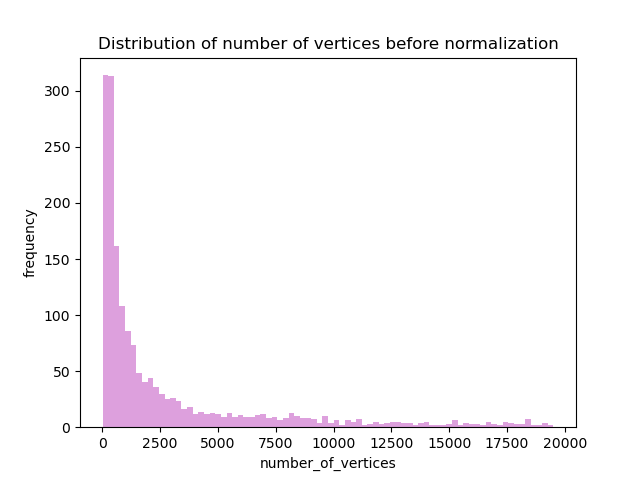 Distribution of number of vertices before normalization
300
250
200
150
100
50
0
frequency
0 2500 5000 7500 10000 12500 15000 17500 20000
number_of_vertices